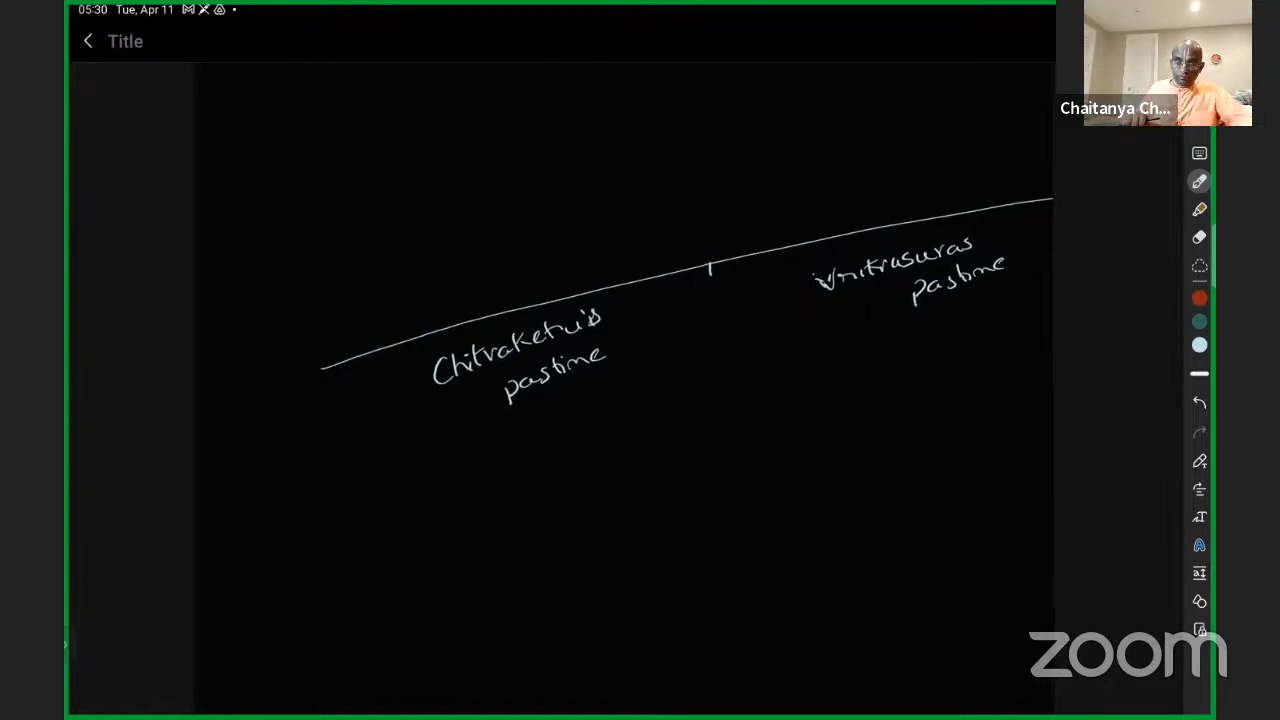 05:30 Tue, Apr 11
Title
Chaitanya Ch...
Vritrasuras
pastime
Chitraketu's
pastime
zoom